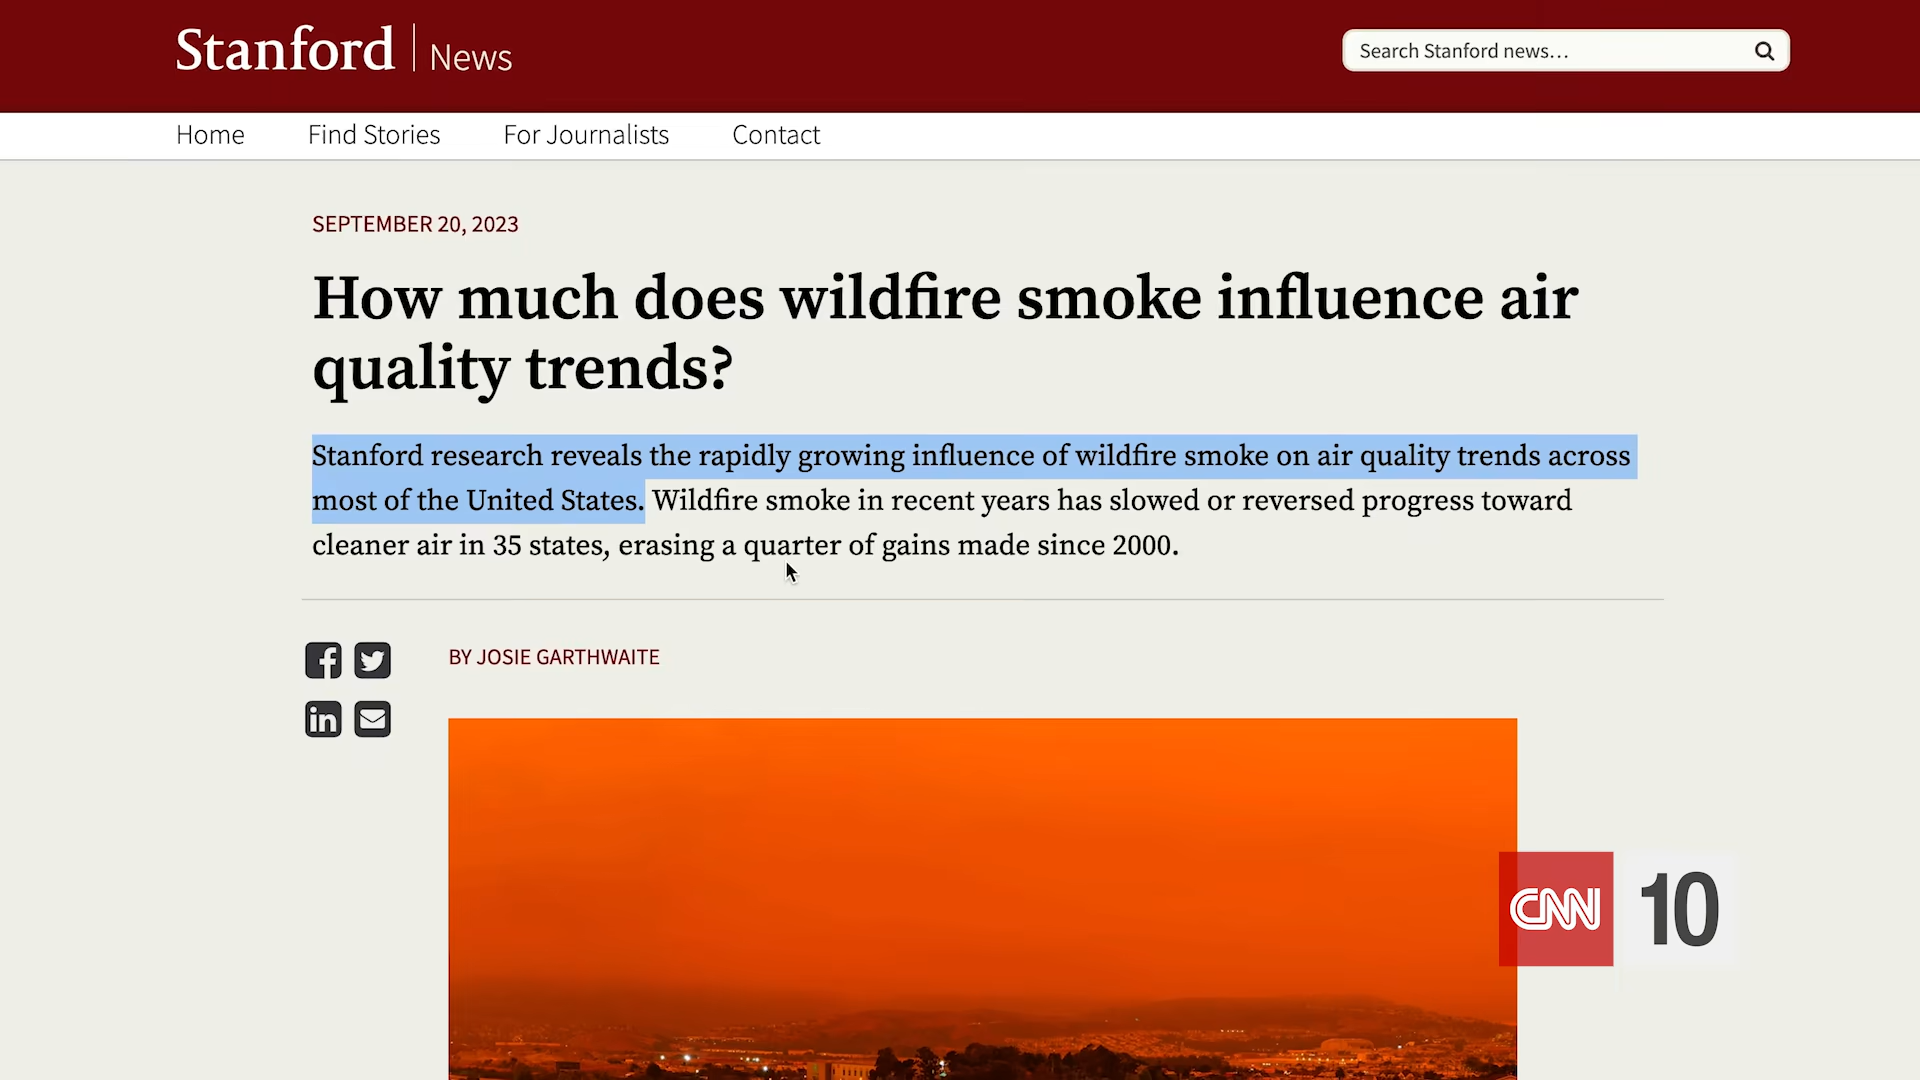 Stanford | News
Search Stanford news...
Home Find Stories For Journalists Contact
SEPTEMBER 20, 2023
How much does wildfire smoke influence air
quality trends?
Stanford research reveals the rapidly growing influence of wildfire smoke on air quality trends across
most of the United States. Wildfire smoke in recent years has slowed or reversed progress toward
cleaner air in 35 states, erasing a quarter of gains made since 2000.
BY JOSIE GARTHWAITE
CNN 10